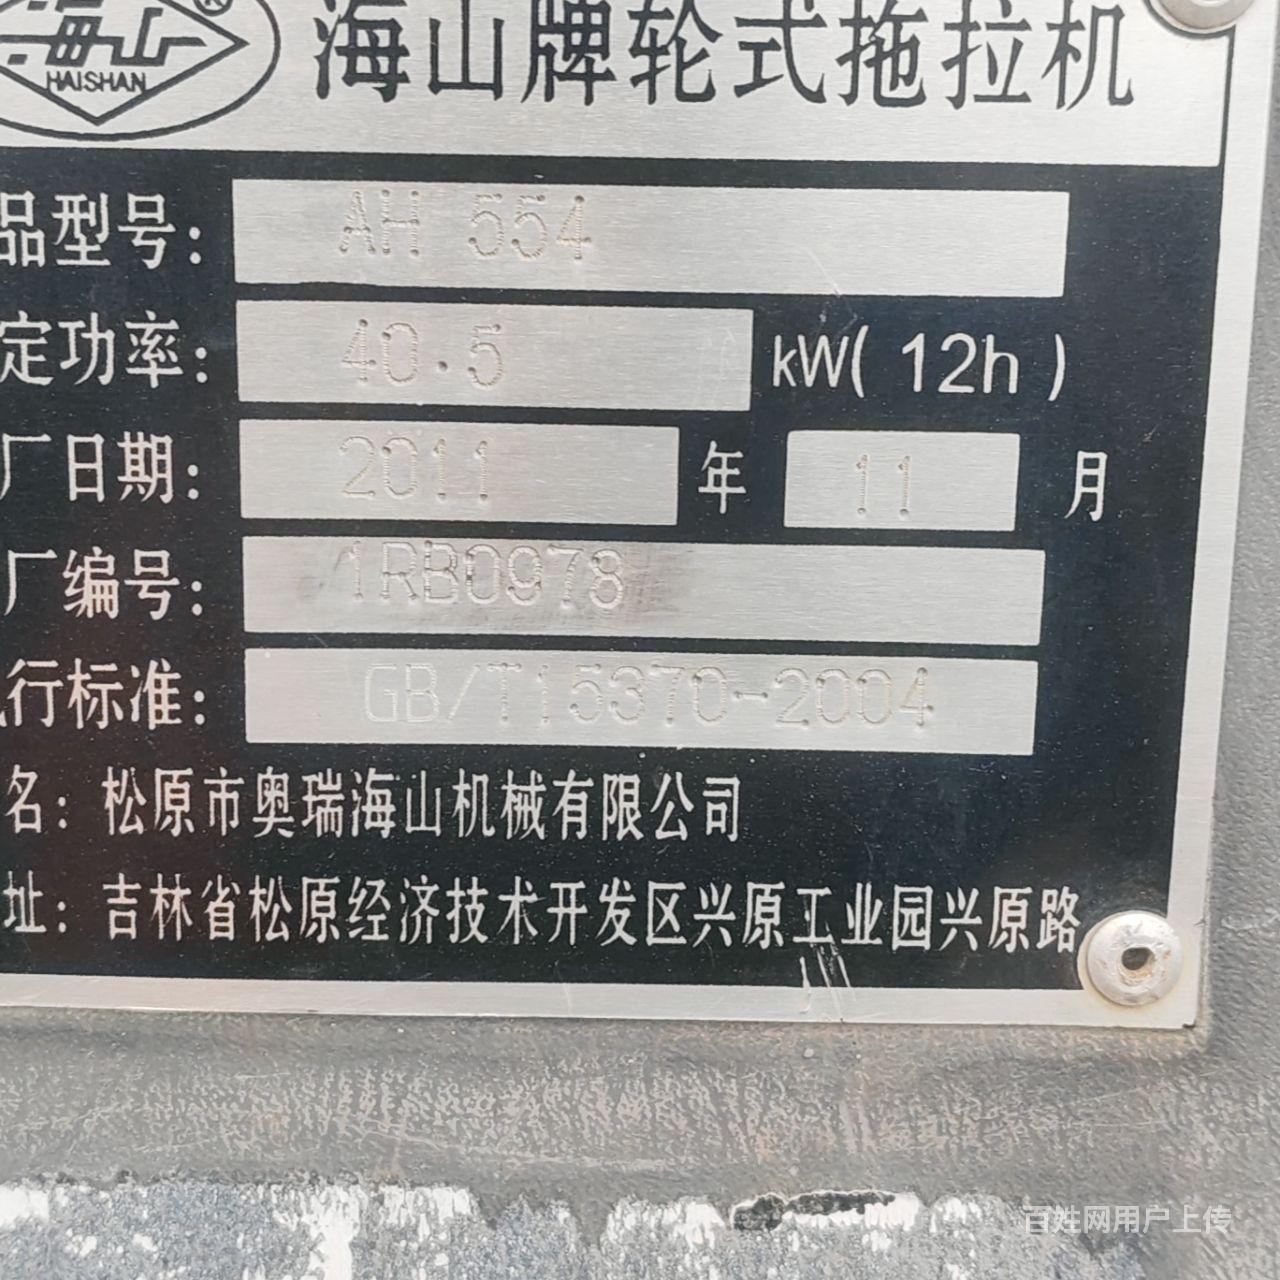 HAISHAN
海山牌轮式拖拉机
品型号: AH 554
定功率: 40.5 kW(12h)
厂日期: 2011 年 11 月
厂编号: 1RB0978
行标准: GB/T15370-2004
名: 松原市奥瑞海山机械有限公司
址: 吉林省松原经济技术开发区兴原工业园兴原路
百姓网用户上传